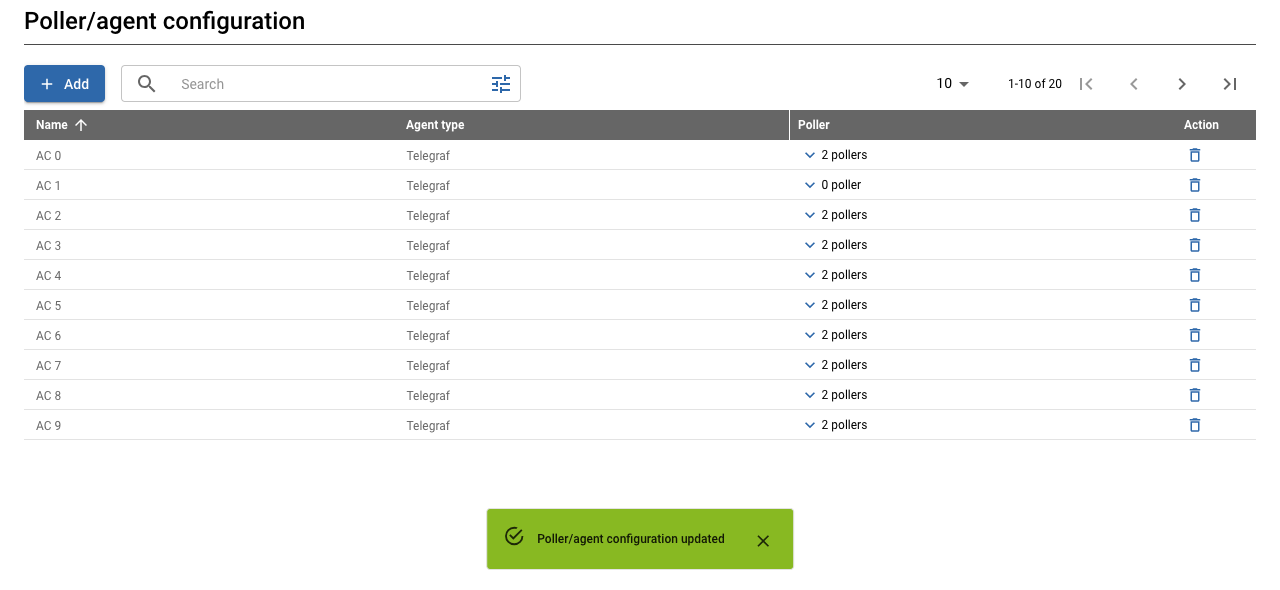 Poller/agent configuration
Add Search 10 1-10 of 20
Name Agent type Poller Action
AC 0 Telegraf 2 pollers
AC 1 Telegraf 0 poller
AC 2 Telegraf 2 pollers
AC 3 Telegraf 2 pollers
AC 4 Telegraf 2 pollers
AC 5 Telegraf 2 pollers
AC 6 Telegraf 2 pollers
AC 7 Telegraf 2 pollers
AC 8 Telegraf 2 pollers
AC 9 Telegraf 2 pollers
Poller/agent configuration updated